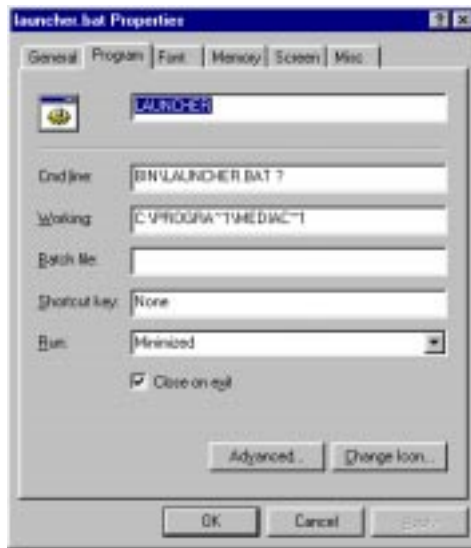 launcher.bat Properties
General Program Font Memory Screen Misc
LAUNCHER
Cmd line: BIN\LAUNCHER.BAT ?
Working: C:\PROGRA~1\MEDIAC~1
Batch file:
Shortcut key: None
Run: Minimized
Close on exit
Advanced... Change Icon...
OK Cancel